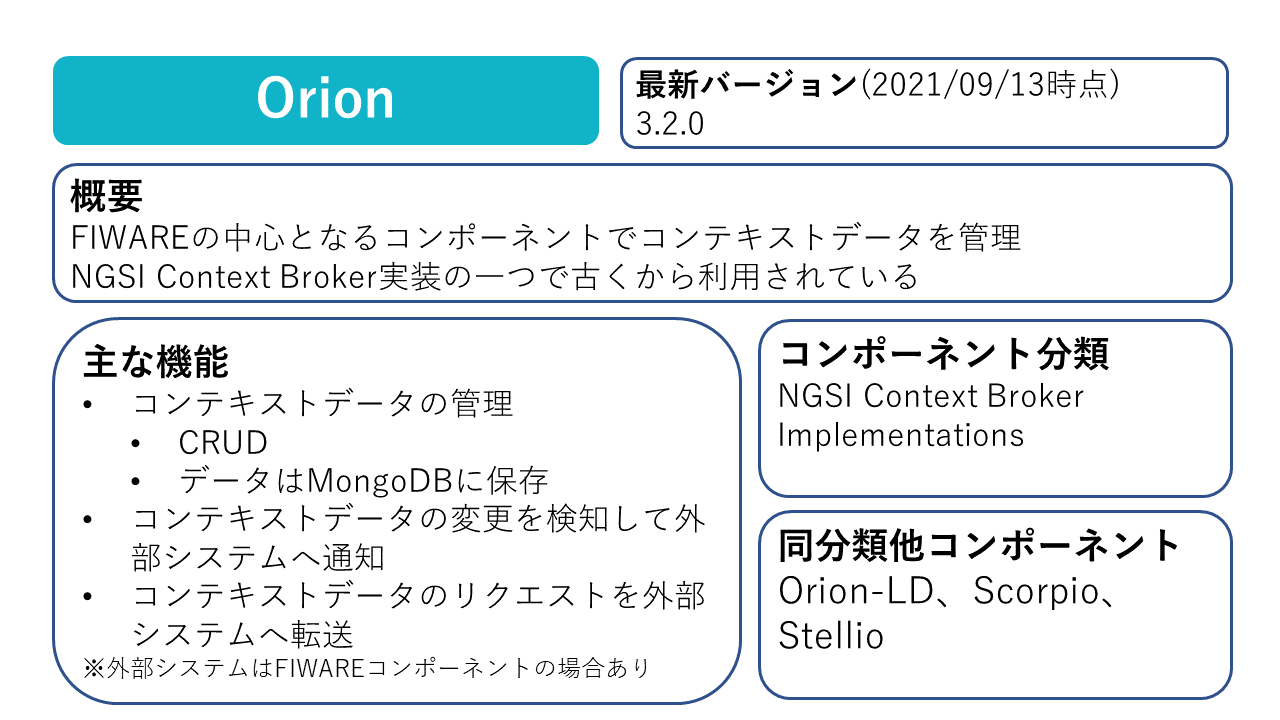 Orion
最新バージョン(2021/09/13時点)
3.2.0
概要
FIWAREの中心となるコンポーネントでコンテキストデータを管理
NGSI Context Broker実装の一つで古くから利用されている
主な機能
• コンテキストデータの管理
• CRUD
• データはMongoDBに保存
• コンテキストデータの変更を検知して外
部システムへ通知
• コンテキストデータのリクエストを外部
システムへ転送
※外部システムはFIWAREコンポーネントの場合あり
コンポーネント分類
NGSI Context Broker
Implementations
同分類他コンポーネント
Orion-LD、Scorpio、
Stellio